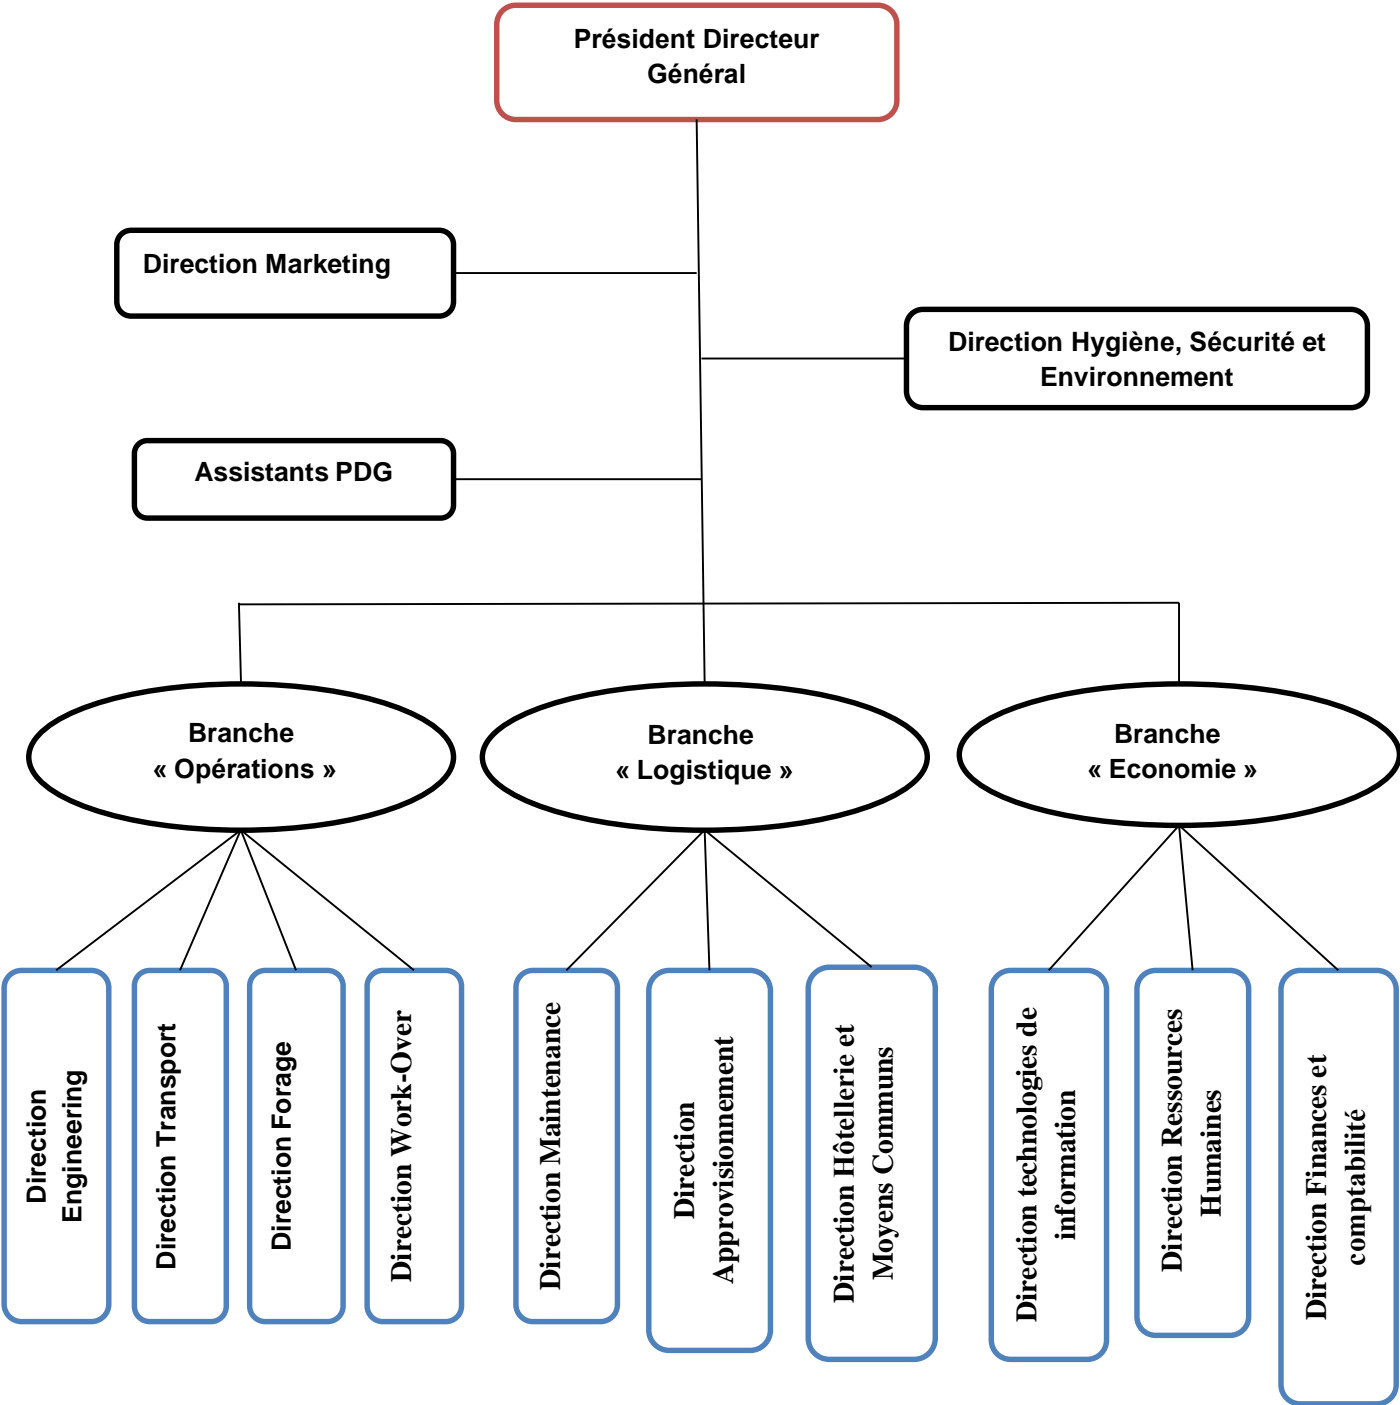 Président Directeur
Général
Direction Marketing
Direction Hygiène, Sécurité et
Environnement
Assistants PDG
Branche
« Opérations »
Branche
« Logistique »
Branche
« Economie »
Direction
Engineering
Direction Transport
Direction Forage
Direction Work-Over
Direction Maintenance
Direction
Approvisionnement
Direction Hôtellerie et
Moyens Communs
Direction technologies de
information
Direction Ressources
Humaines
Direction Finances et
comptabilité